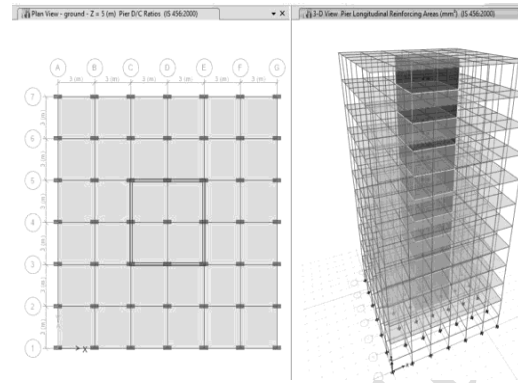 Plan View - ground - Z = 5 (m) Pier D/C Ratios (IS 456:2000)
3-D View Pier Longitudinal Reinforcing Areas (mm²) (IS 456:2000)
A B C D E F G
3 (m) 3 (m) 3 (m) 3 (m) 3 (m) 3 (m)
7
3 (m)
6
3 (m)
5
3 (m)
4
3 (m)
3
3 (m)
2
3 (m)
1
X